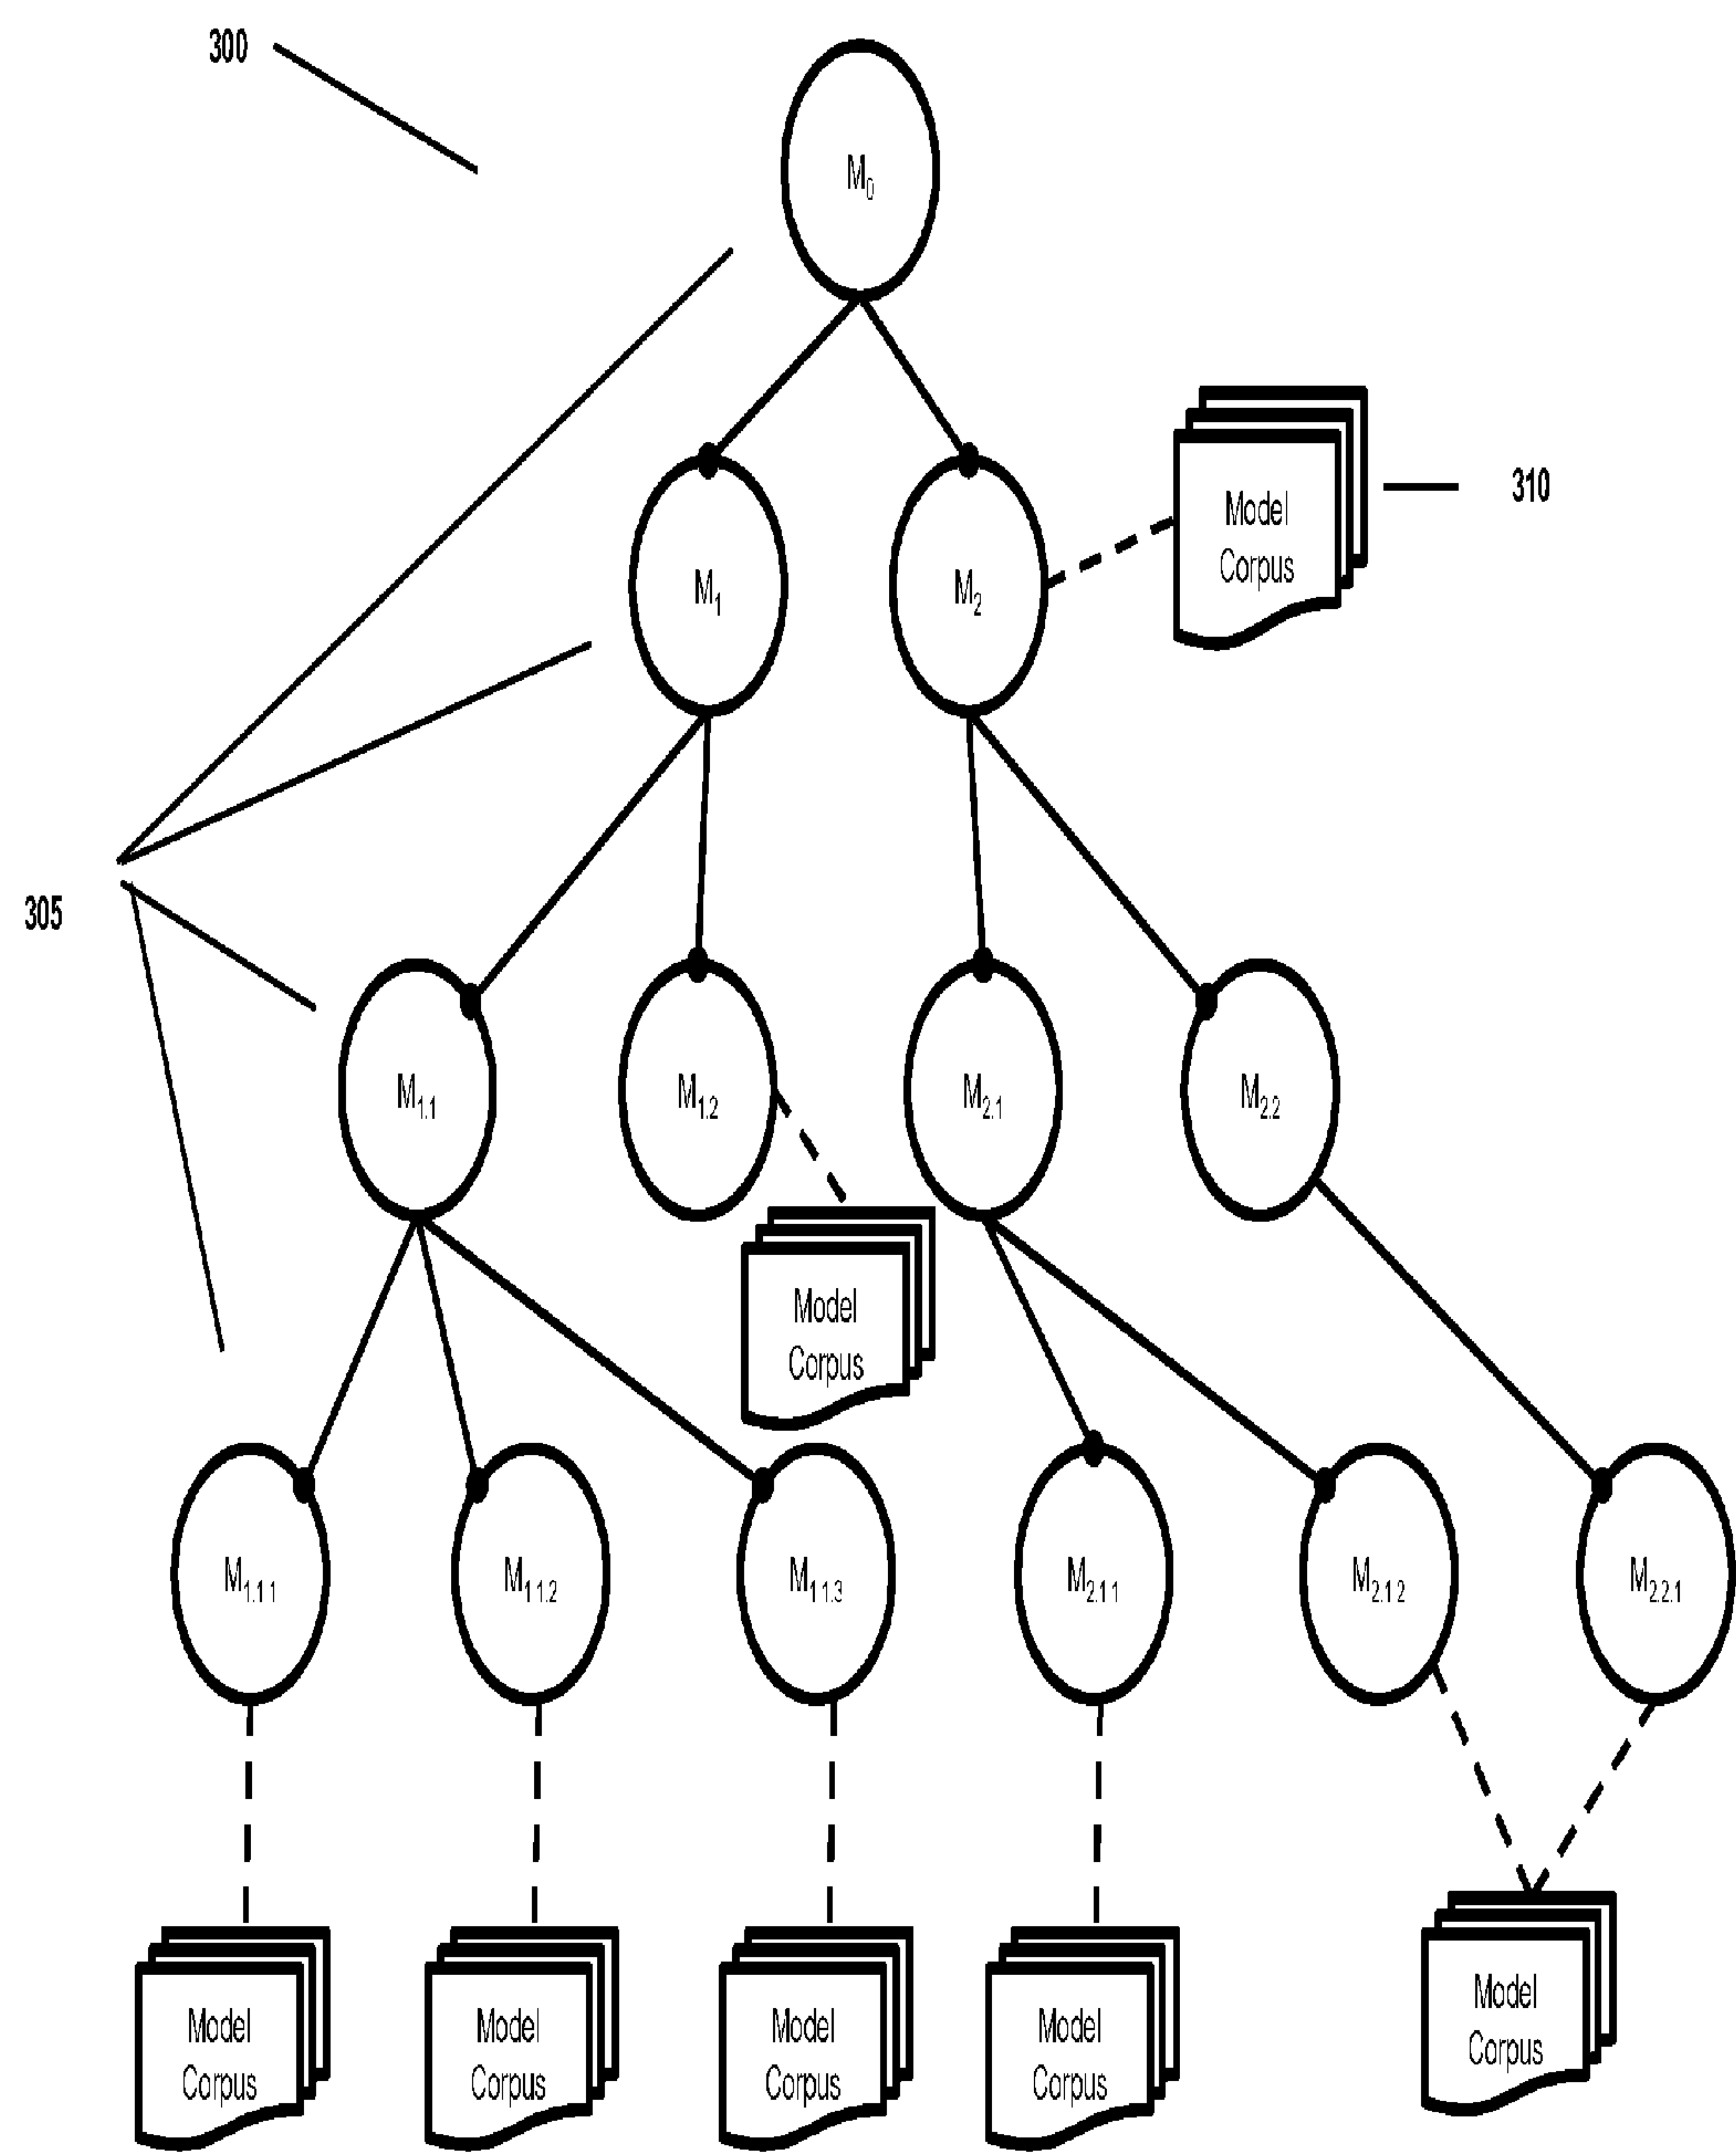 300
M₀
310
Model
Corpus
M₁
M₂
305
M₁.₁
M₁.₂
M₂.₁
M₂.₂
Model
Corpus
M₁.₁.₁
M₁.₁.₂
M₁.₁.₃
M₂.₁.₁
M₂.₁.₂
M₂.₂.₁
Model
Corpus
Model
Corpus
Model
Corpus
Model
Corpus
Model
Corpus